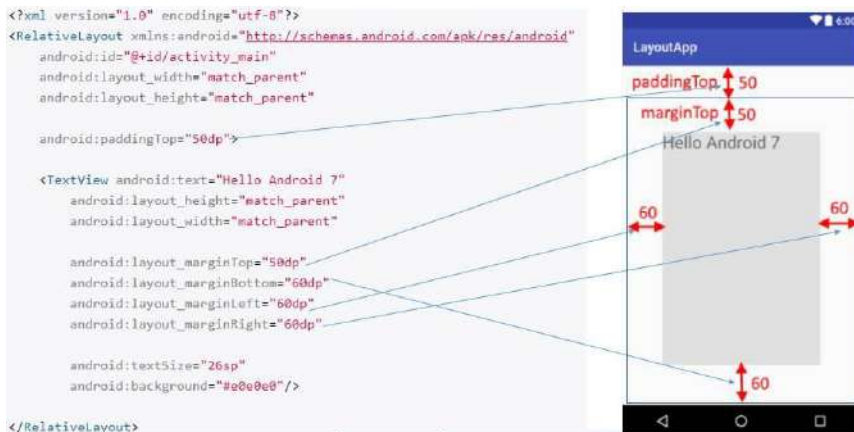 <?xml version="1.0" encoding="utf-8"?>
<RelativeLayout xmlns:android="http://schemas.android.com/apk/res/android"
android:id="@+id/activity_main"
android:layout_width="match_parent"
android:layout_height="match_parent"
android:paddingTop="50dp">
<TextView android:text="Hello Android 7"
android:layout_height="match_parent"
android:layout_width="match_parent"
android:layout_marginTop="50dp"
android:layout_marginBottom="60dp"
android:layout_marginLeft="60dp"
android:layout_marginRight="60dp"
android:textSize="26sp"
android:background="#e0e0e0"/>
</RelativeLayout>
6:00
LayoutApp
paddingTop 50
marginTop 50
Hello Android 7
60
60
60